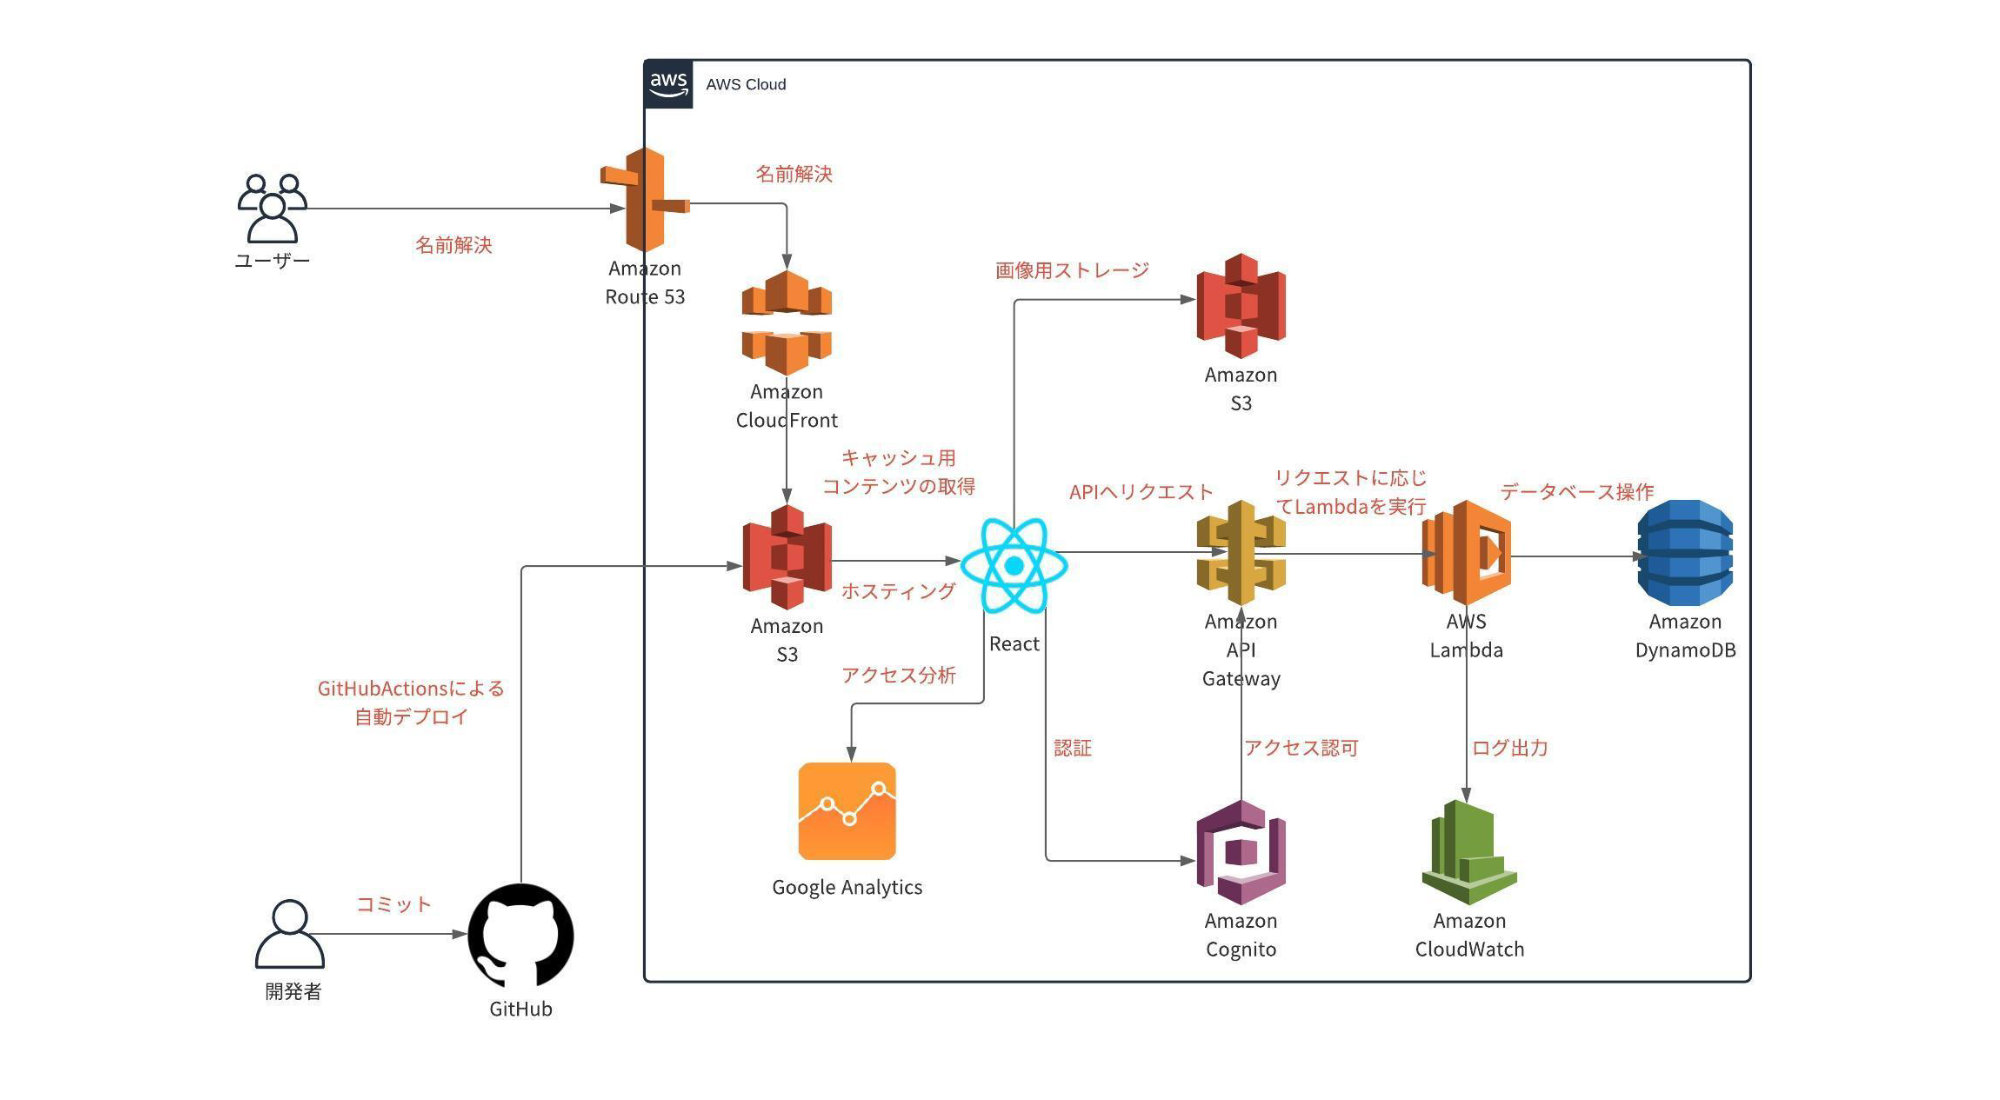 aws
AWS Cloud
名前解決
ユーザー
名前解決
Amazon
Route 53
Amazon
CloudFront
画像用ストレージ
Amazon
S3
キャッシュ用
コンテンツの取得
APIへリクエスト
リクエストに応じ
てLambdaを実行
データベース操作
ホスティング
Amazon
S3
React
Amazon
API
Gateway
AWS
Lambda
Amazon
DynamoDB
アクセス分析
GitHubActionsによる
自動デプロイ
認証
アクセス認可
ログ出力
Google Analytics
コミット
Amazon
Cognito
Amazon
CloudWatch
開発者
GitHub